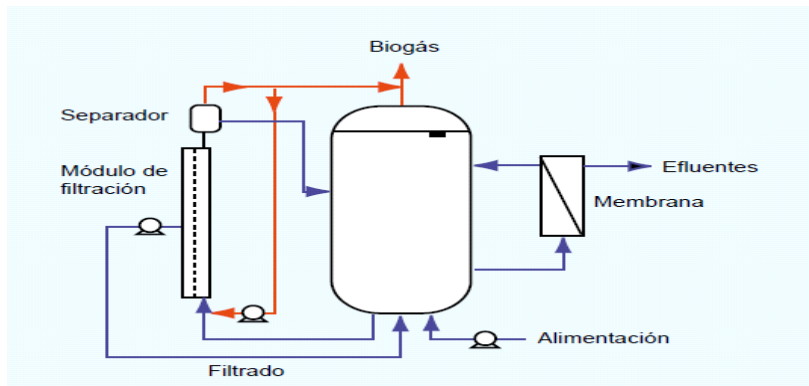 Biogás
Separador
Módulo de
filtración
Efluentes
Membrana
Alimentación
Filtrado